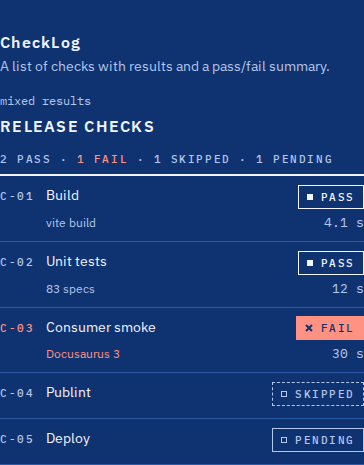 CheckLog
A list of checks with results and a pass/fail summary.
mixed results
RELEASE CHECKS
2 PASS · 1 FAIL · 1 SKIPPED · 1 PENDING
C-01 Build PASS
vite build 4.1 s
C-02 Unit tests PASS
83 specs 12 s
C-03 Consumer smoke FAIL
Docusaurus 3 30 s
C-04 Publint SKIPPED
C-05 Deploy PENDING